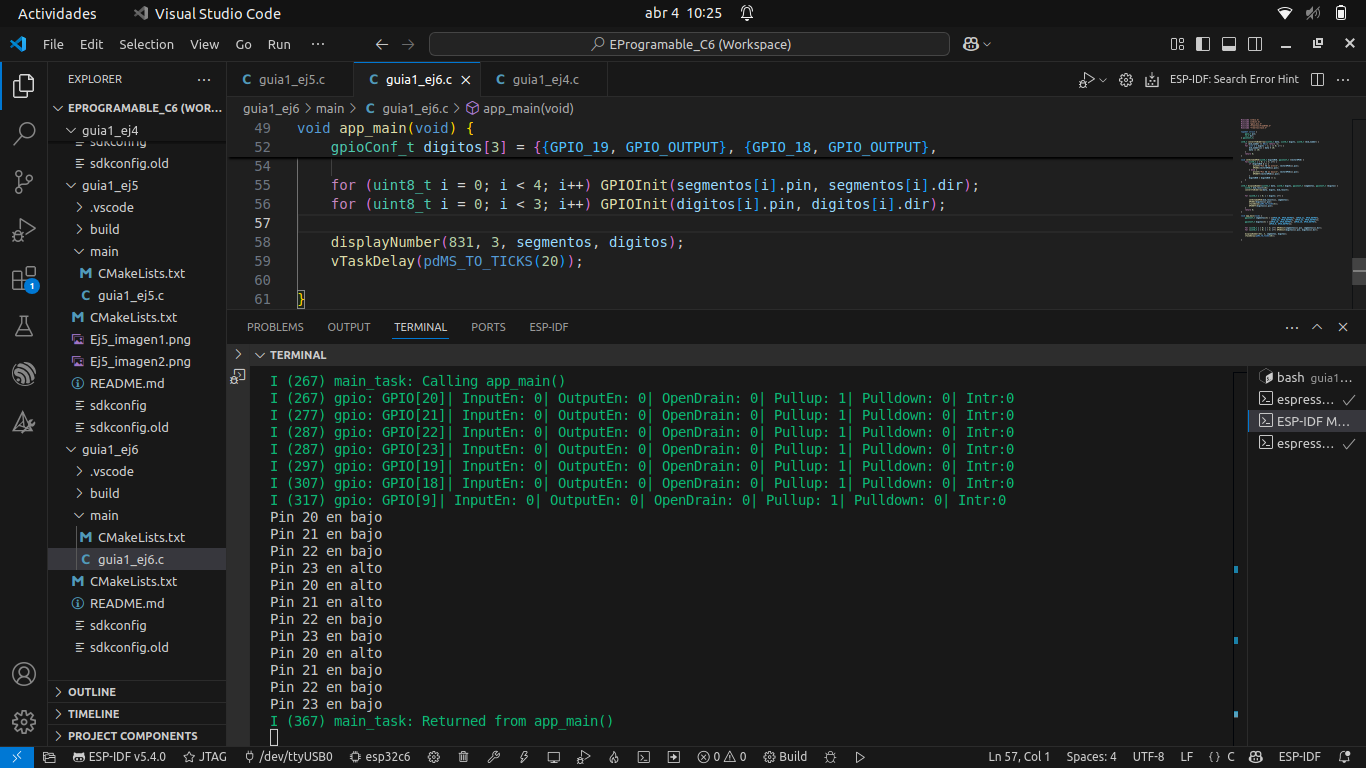 Actividades
Visual Studio Code
abr 4 10:25
File Edit Selection View Go Run ···
EProgramable_C6 (Workspace)
EXPLORER
EPROGRAMABLE_C6 (WOR...
guia1_ej4
sdkconfig
sdkconfig.old
guia1_ej5
.vscode
build
main
CMakeLists.txt
guia1_ej5.c
CMakeLists.txt
Ej5_imagen1.png
Ej5_imagen2.png
README.md
sdkconfig
sdkconfig.old
guia1_ej6
.vscode
build
main
CMakeLists.txt
guia1_ej6.c
CMakeLists.txt
README.md
sdkconfig
sdkconfig.old
OUTLINE
TIMELINE
PROJECT COMPONENTS
1
guia1_ej5.c
guia1_ej6.c
guia1_ej4.c
ESP-IDF: Search Error Hint
guia1_ej6 > main > C guia1_ej6.c > app_main(void)
49 void app_main(void) {
52 gpioConf_t digitos[3] = {{GPIO_19, GPIO_OUTPUT}, {GPIO_18, GPIO_OUTPUT},
54
55 for (uint8_t i = 0; i < 4; i++) GPIOInit(segmentos[i].pin, segmentos[i].dir);
56 for (uint8_t i = 0; i < 3; i++) GPIOInit(digitos[i].pin, digitos[i].dir);
57
58 displayNumber(831, 3, segmentos, digitos);
59 vTaskDelay(pdMS_TO_TICKS(20));
60
61 }
PROBLEMS OUTPUT TERMINAL PORTS ESP-IDF
TERMINAL
I (267) main_task: Calling app_main()
I (267) gpio: GPIO[20]| InputEn: 0| OutputEn: 0| OpenDrain: 0| Pullup: 1| Pulldown: 0| Intr:0
I (277) gpio: GPIO[21]| InputEn: 0| OutputEn: 0| OpenDrain: 0| Pullup: 1| Pulldown: 0| Intr:0
I (287) gpio: GPIO[22]| InputEn: 0| OutputEn: 0| OpenDrain: 0| Pullup: 1| Pulldown: 0| Intr:0
I (287) gpio: GPIO[23]| InputEn: 0| OutputEn: 0| OpenDrain: 0| Pullup: 1| Pulldown: 0| Intr:0
I (297) gpio: GPIO[19]| InputEn: 0| OutputEn: 0| OpenDrain: 0| Pullup: 1| Pulldown: 0| Intr:0
I (307) gpio: GPIO[18]| InputEn: 0| OutputEn: 0| OpenDrain: 0| Pullup: 1| Pulldown: 0| Intr:0
I (317) gpio: GPIO[9]| InputEn: 0| OutputEn: 0| OpenDrain: 0| Pullup: 1| Pulldown: 0| Intr:0
Pin 20 en bajo
Pin 21 en bajo
Pin 22 en bajo
Pin 23 en alto
Pin 20 en alto
Pin 21 en alto
Pin 22 en bajo
Pin 23 en bajo
Pin 20 en alto
Pin 21 en bajo
Pin 22 en bajo
Pin 23 en bajo
I (367) main_task: Returned from app_main()
bash guia1...
espress...
ESP-IDF M...
espress...
ESP-IDF v5.4.0 JTAG /dev/ttyUSB0 esp32c6 0 0 Build Ln 57, Col 1 Spaces: 4 UTF-8 LF {} C ESP-IDF